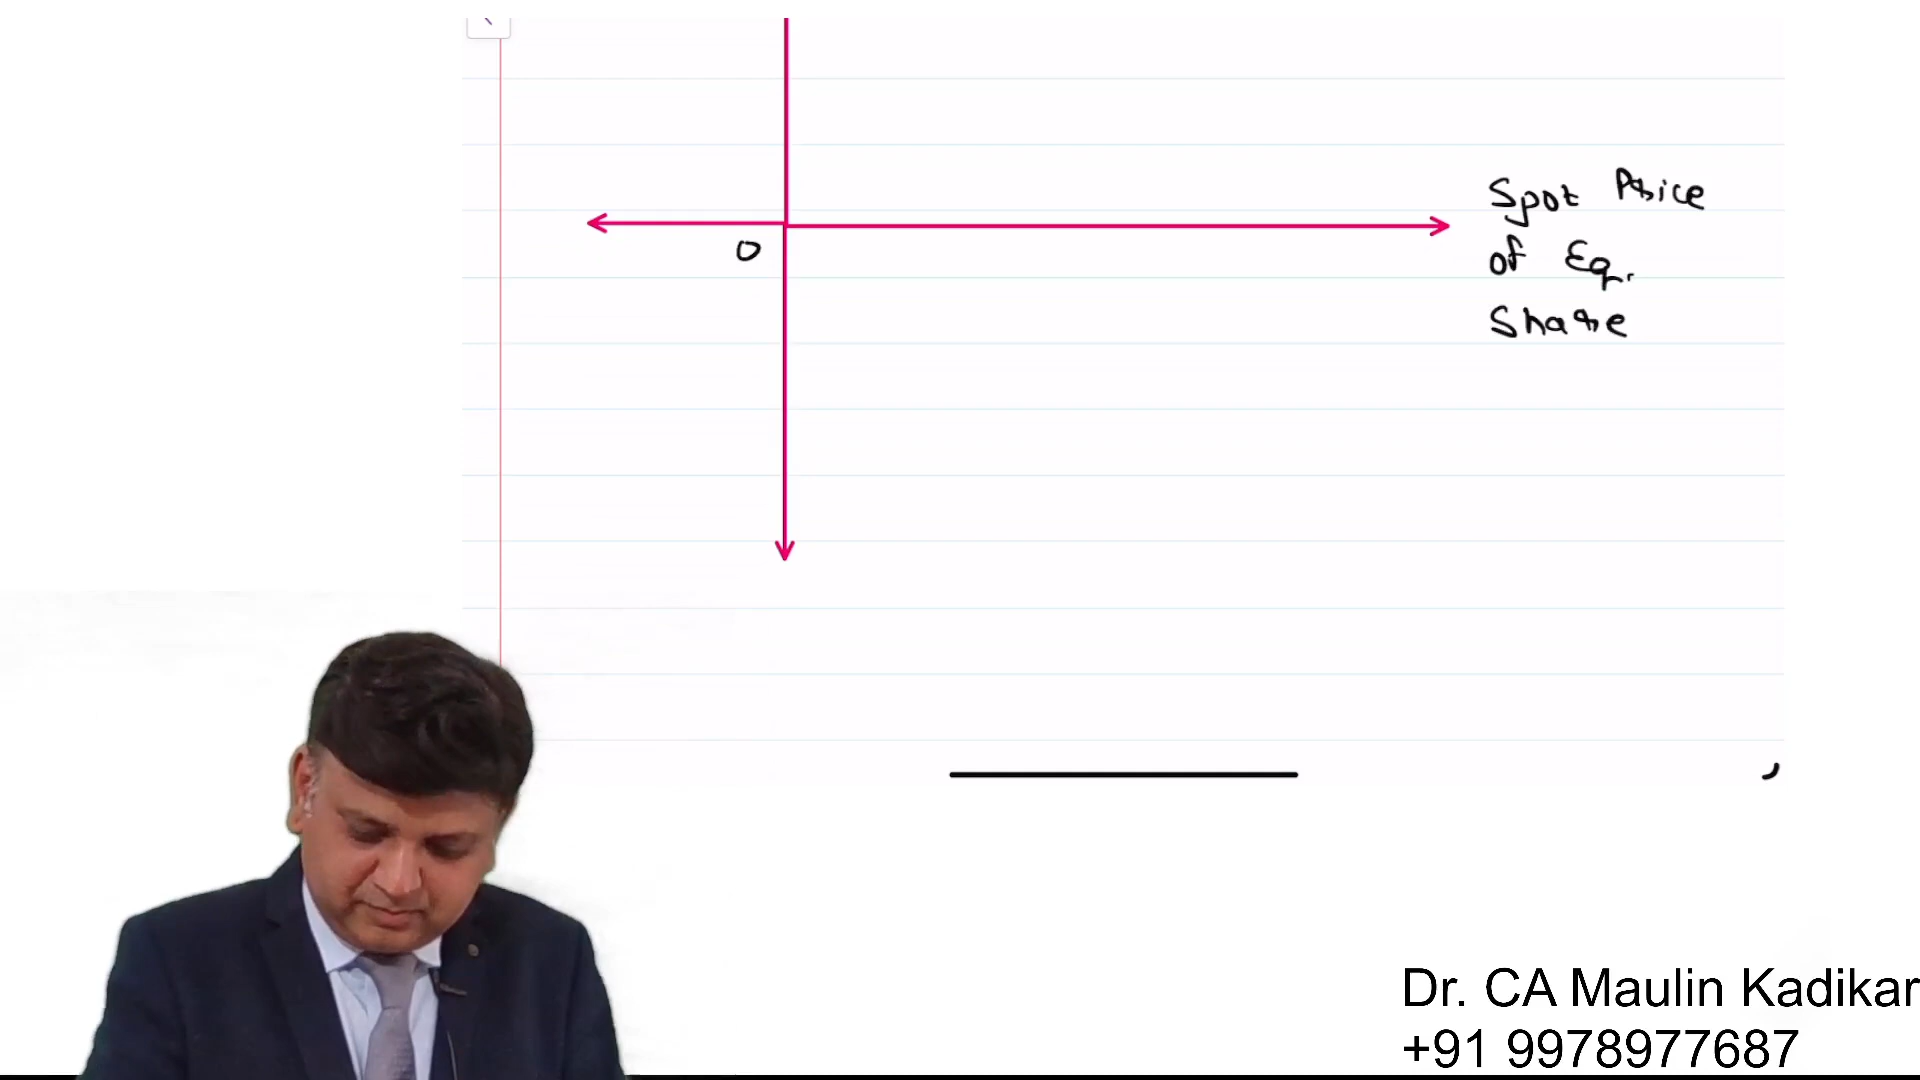 Spot Price
of Eq.
0
Share
Dr. CA Maulin Kadikar
+91 9978977687